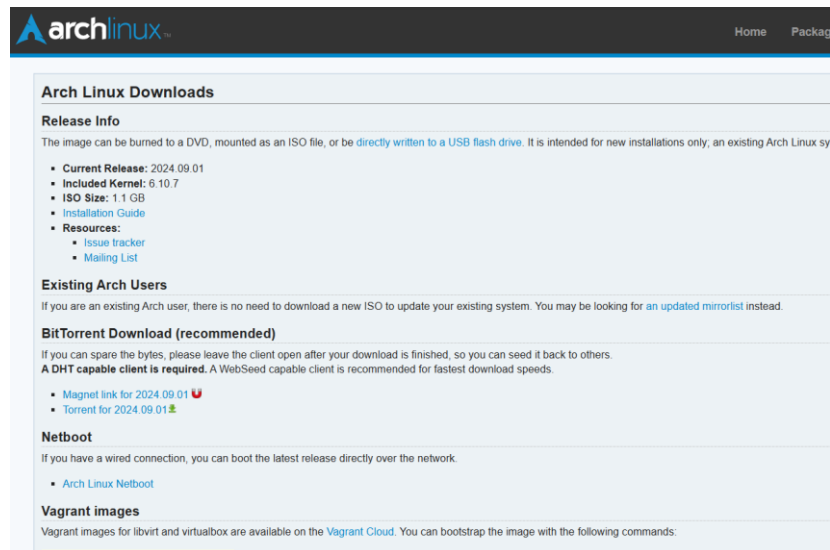 archlinux™
Home Packag
Arch Linux Downloads
Release Info
The image can be burned to a DVD, mounted as an ISO file, or be directly written to a USB flash drive. It is intended for new installations only; an existing Arch Linux sy
Current Release: 2024.09.01
Included Kernel: 6.10.7
ISO Size: 1.1 GB
Installation Guide
Resources:
Issue tracker
Mailing List
Existing Arch Users
If you are an existing Arch user, there is no need to download a new ISO to update your existing system. You may be looking for an updated mirrorlist instead.
BitTorrent Download (recommended)
If you can spare the bytes, please leave the client open after your download is finished, so you can seed it back to others.
A DHT capable client is required. A WebSeed capable client is recommended for fastest download speeds.
Magnet link for 2024.09.01
Torrent for 2024.09.01
Netboot
If you have a wired connection, you can boot the latest release directly over the network.
Arch Linux Netboot
Vagrant images
Vagrant images for libvirt and virtualbox are available on the Vagrant Cloud. You can bootstrap the image with the following commands: